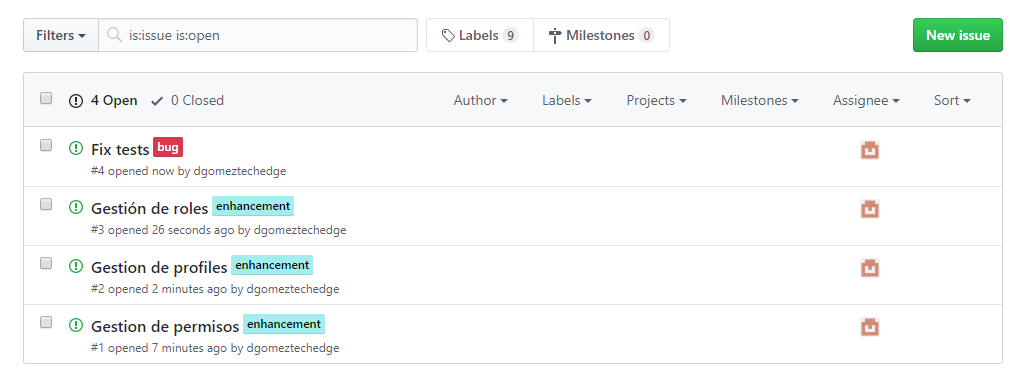 Filters is:issue is:open Labels 9 Milestones 0 New issue
4 Open 0 Closed Author Labels Projects Milestones Assignee Sort
Fix tests bug
#4 opened now by dgomeztechedge
Gestión de roles enhancement
#3 opened 26 seconds ago by dgomeztechedge
Gestion de profiles enhancement
#2 opened 2 minutes ago by dgomeztechedge
Gestion de permisos enhancement
#1 opened 7 minutes ago by dgomeztechedge